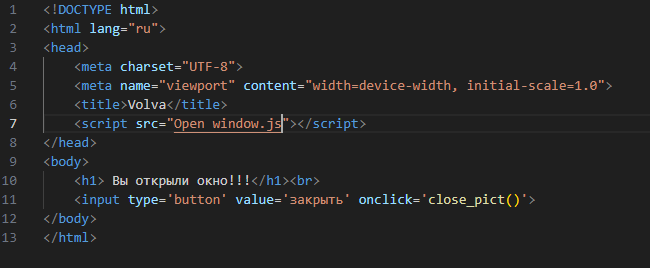 1 <!DOCTYPE html>
2 <html lang="ru">
3 <head>
4 <meta charset="UTF-8">
5 <meta name="viewport" content="width=device-width, initial-scale=1.0">
6 <title>Volva</title>
7 <script src="Open window.js"></script>
8 </head>
9 <body>
10 <h1> Вы открыли окно!!!</h1><br>
11 <input type='button' value='закрыть' onclick='close_pict()'>
12 </body>
13 </html>